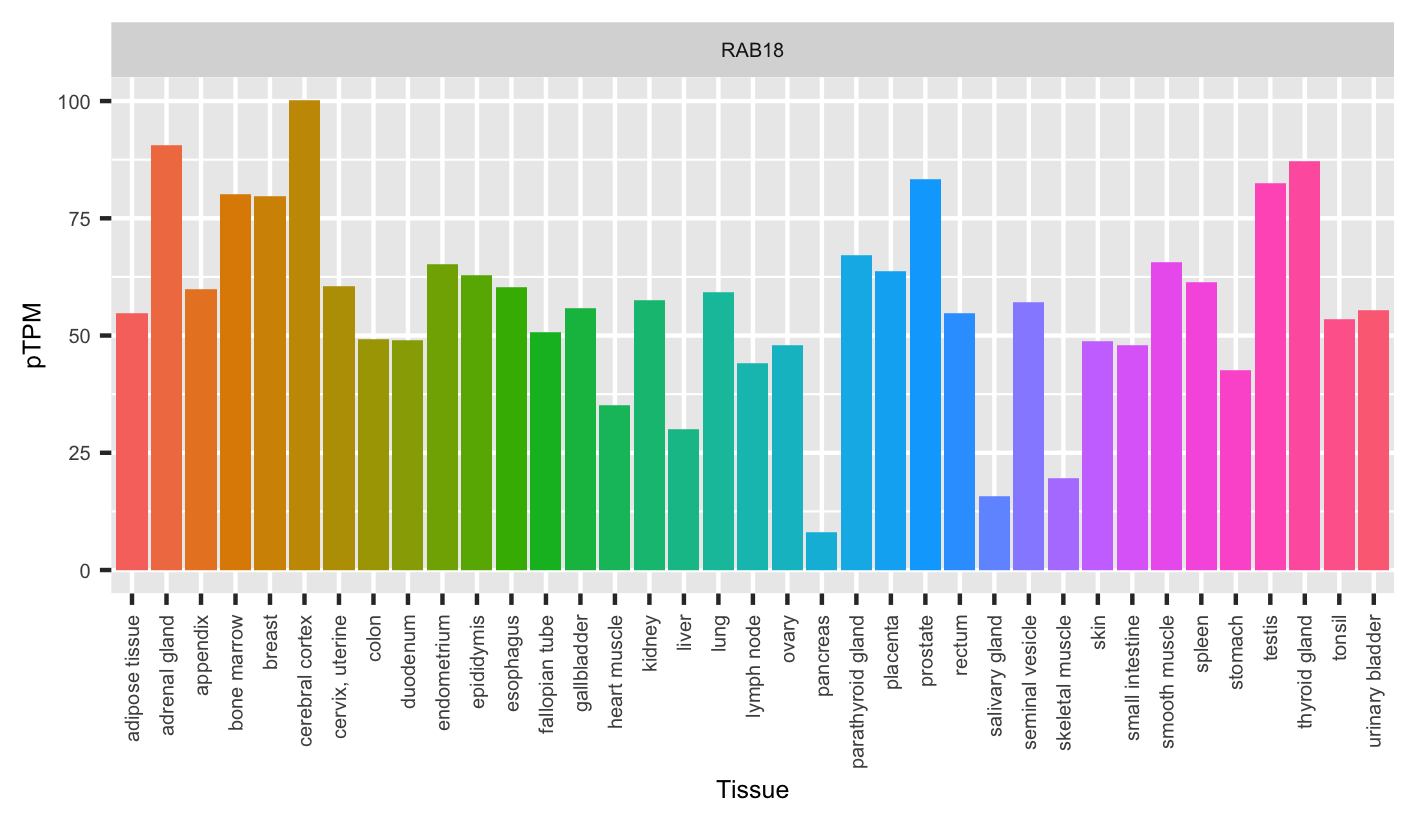 RAB18
100
75
50
25
0
pTPM
adipose tissue
adrenal gland
appendix
bone marrow
breast
cerebral cortex
cervix, uterine
colon
duodenum
endometrium
epididymis
esophagus
fallopian tube
gallbladder
heart muscle
kidney
liver
lung
lymph node
ovary
pancreas
parathyroid gland
placenta
prostate
rectum
salivary gland
seminal vesicle
skeletal muscle
skin
small intestine
smooth muscle
spleen
stomach
testis
thyroid gland
tonsil
urinary bladder
Tissue